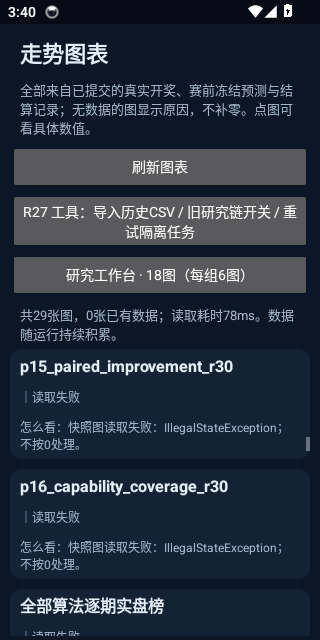 3:40
走势图表
全部来自已提交的真实开奖、赛前冻结预测与结
算记录；无数据的图显示原因，不补零。点图可
看具体数值。
刷新图表
R27 工具：导入历史CSV / 旧研究链开关 / 重
试隔离任务
研究工作台 · 18图（每组6图）
共29张图，0张已有数据；读取耗时78ms。数据
随运行持续积累。
p15_paired_improvement_r30
｜读取失败
怎么看：快照图读取失败：IllegalStateException；
不按0处理。
p16_capability_coverage_r30
｜读取失败
怎么看：快照图读取失败：IllegalStateException；
不按0处理。
全部算法逐期实盘榜
｜读取失败